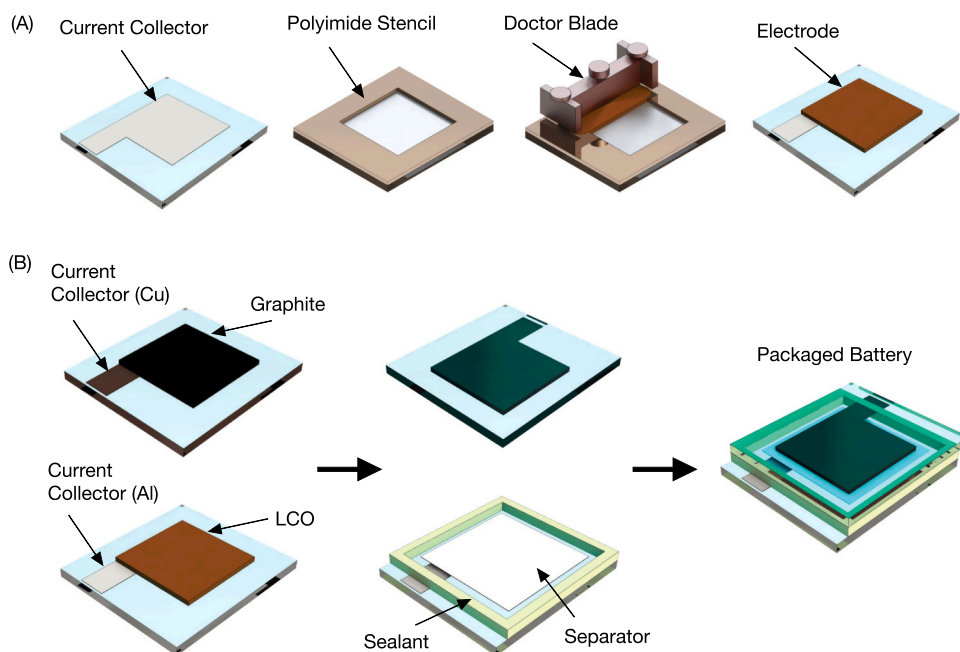 (A)
Current Collector
Polyimide Stencil
Doctor Blade
Electrode
(B)
Current
Collector (Cu)
Graphite
Packaged Battery
Current
Collector (Al)
LCO
Sealant
Separator